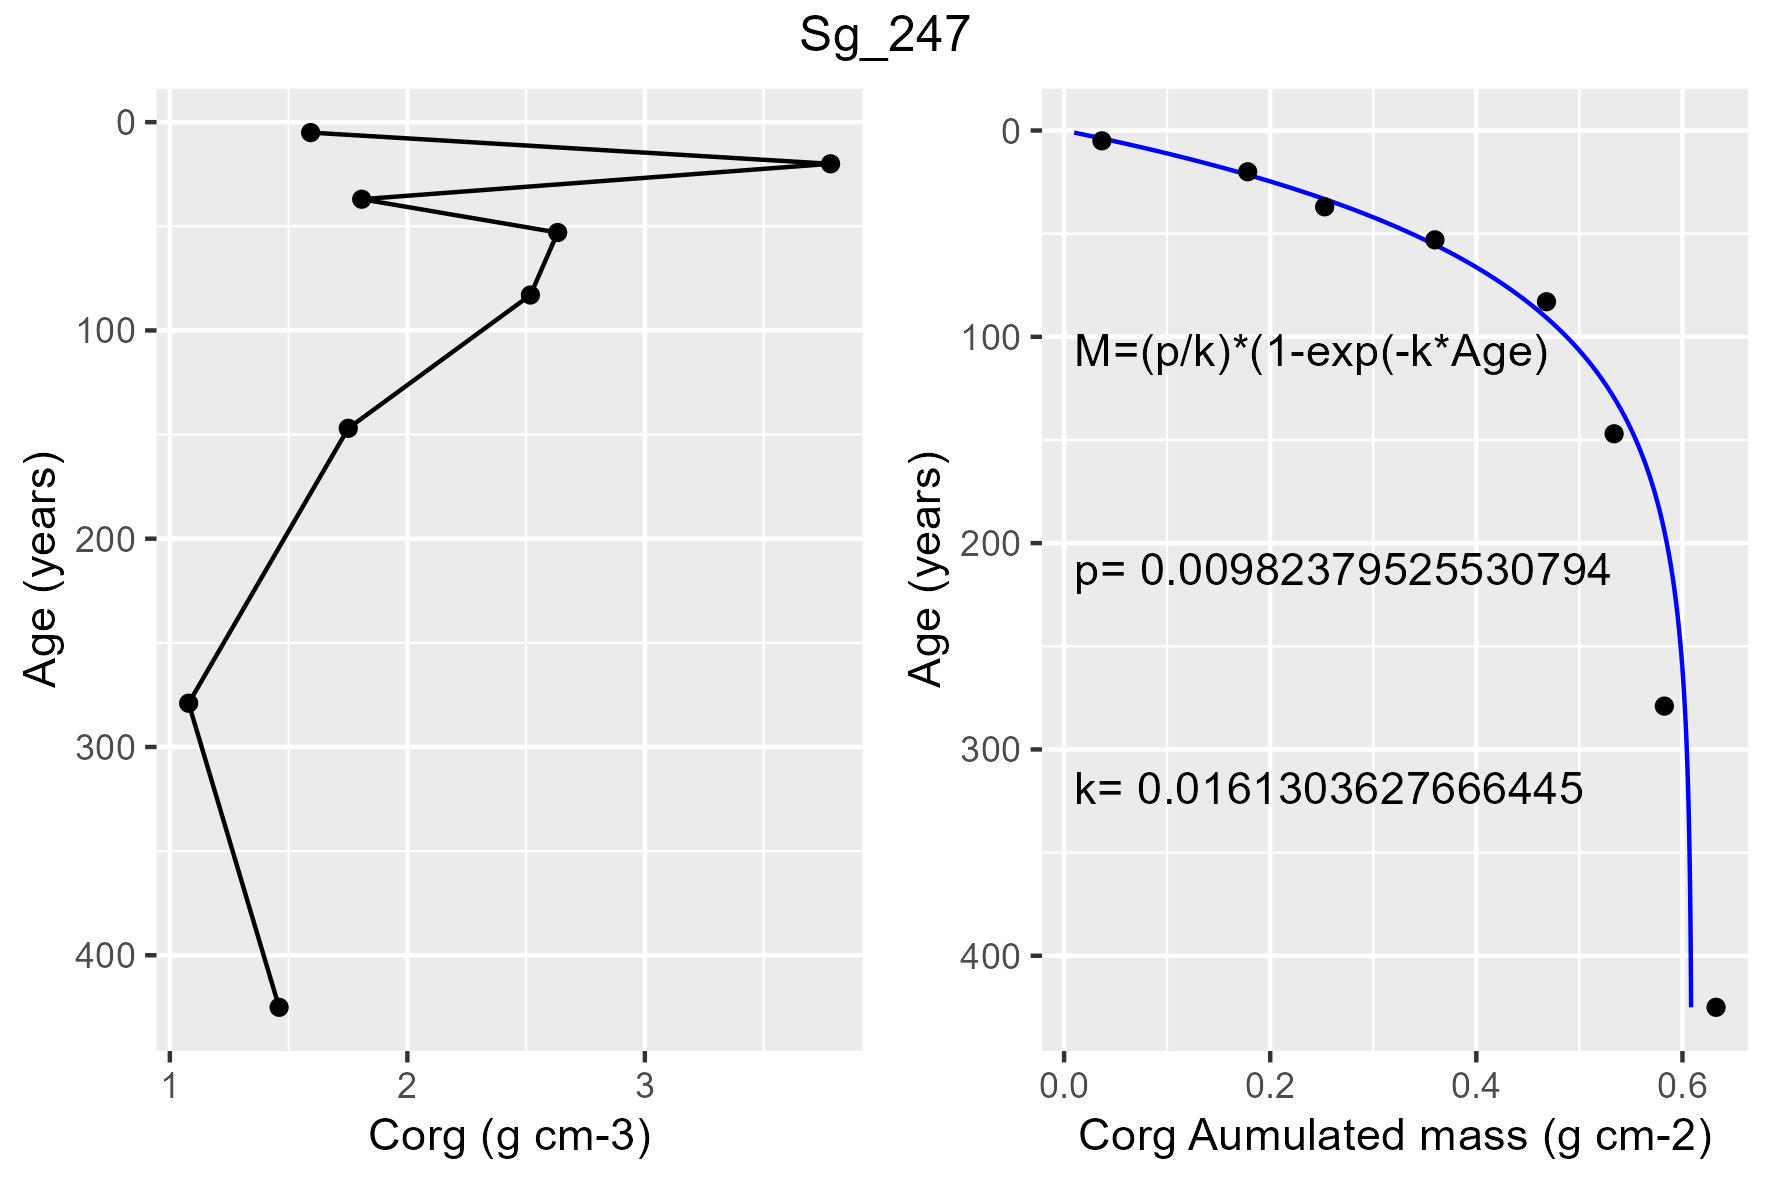 Sg_247
0
100
200
300
400
Age (years)
1
2
3
Corg (g cm-3)
0
100
200
300
400
Age (years)
M=(p/k)*(1-exp(-k*Age)
p= 0.00982379525530794
k= 0.0161303627666445
0.0
0.2
0.4
0.6
Corg Aumulated mass (g cm-2)